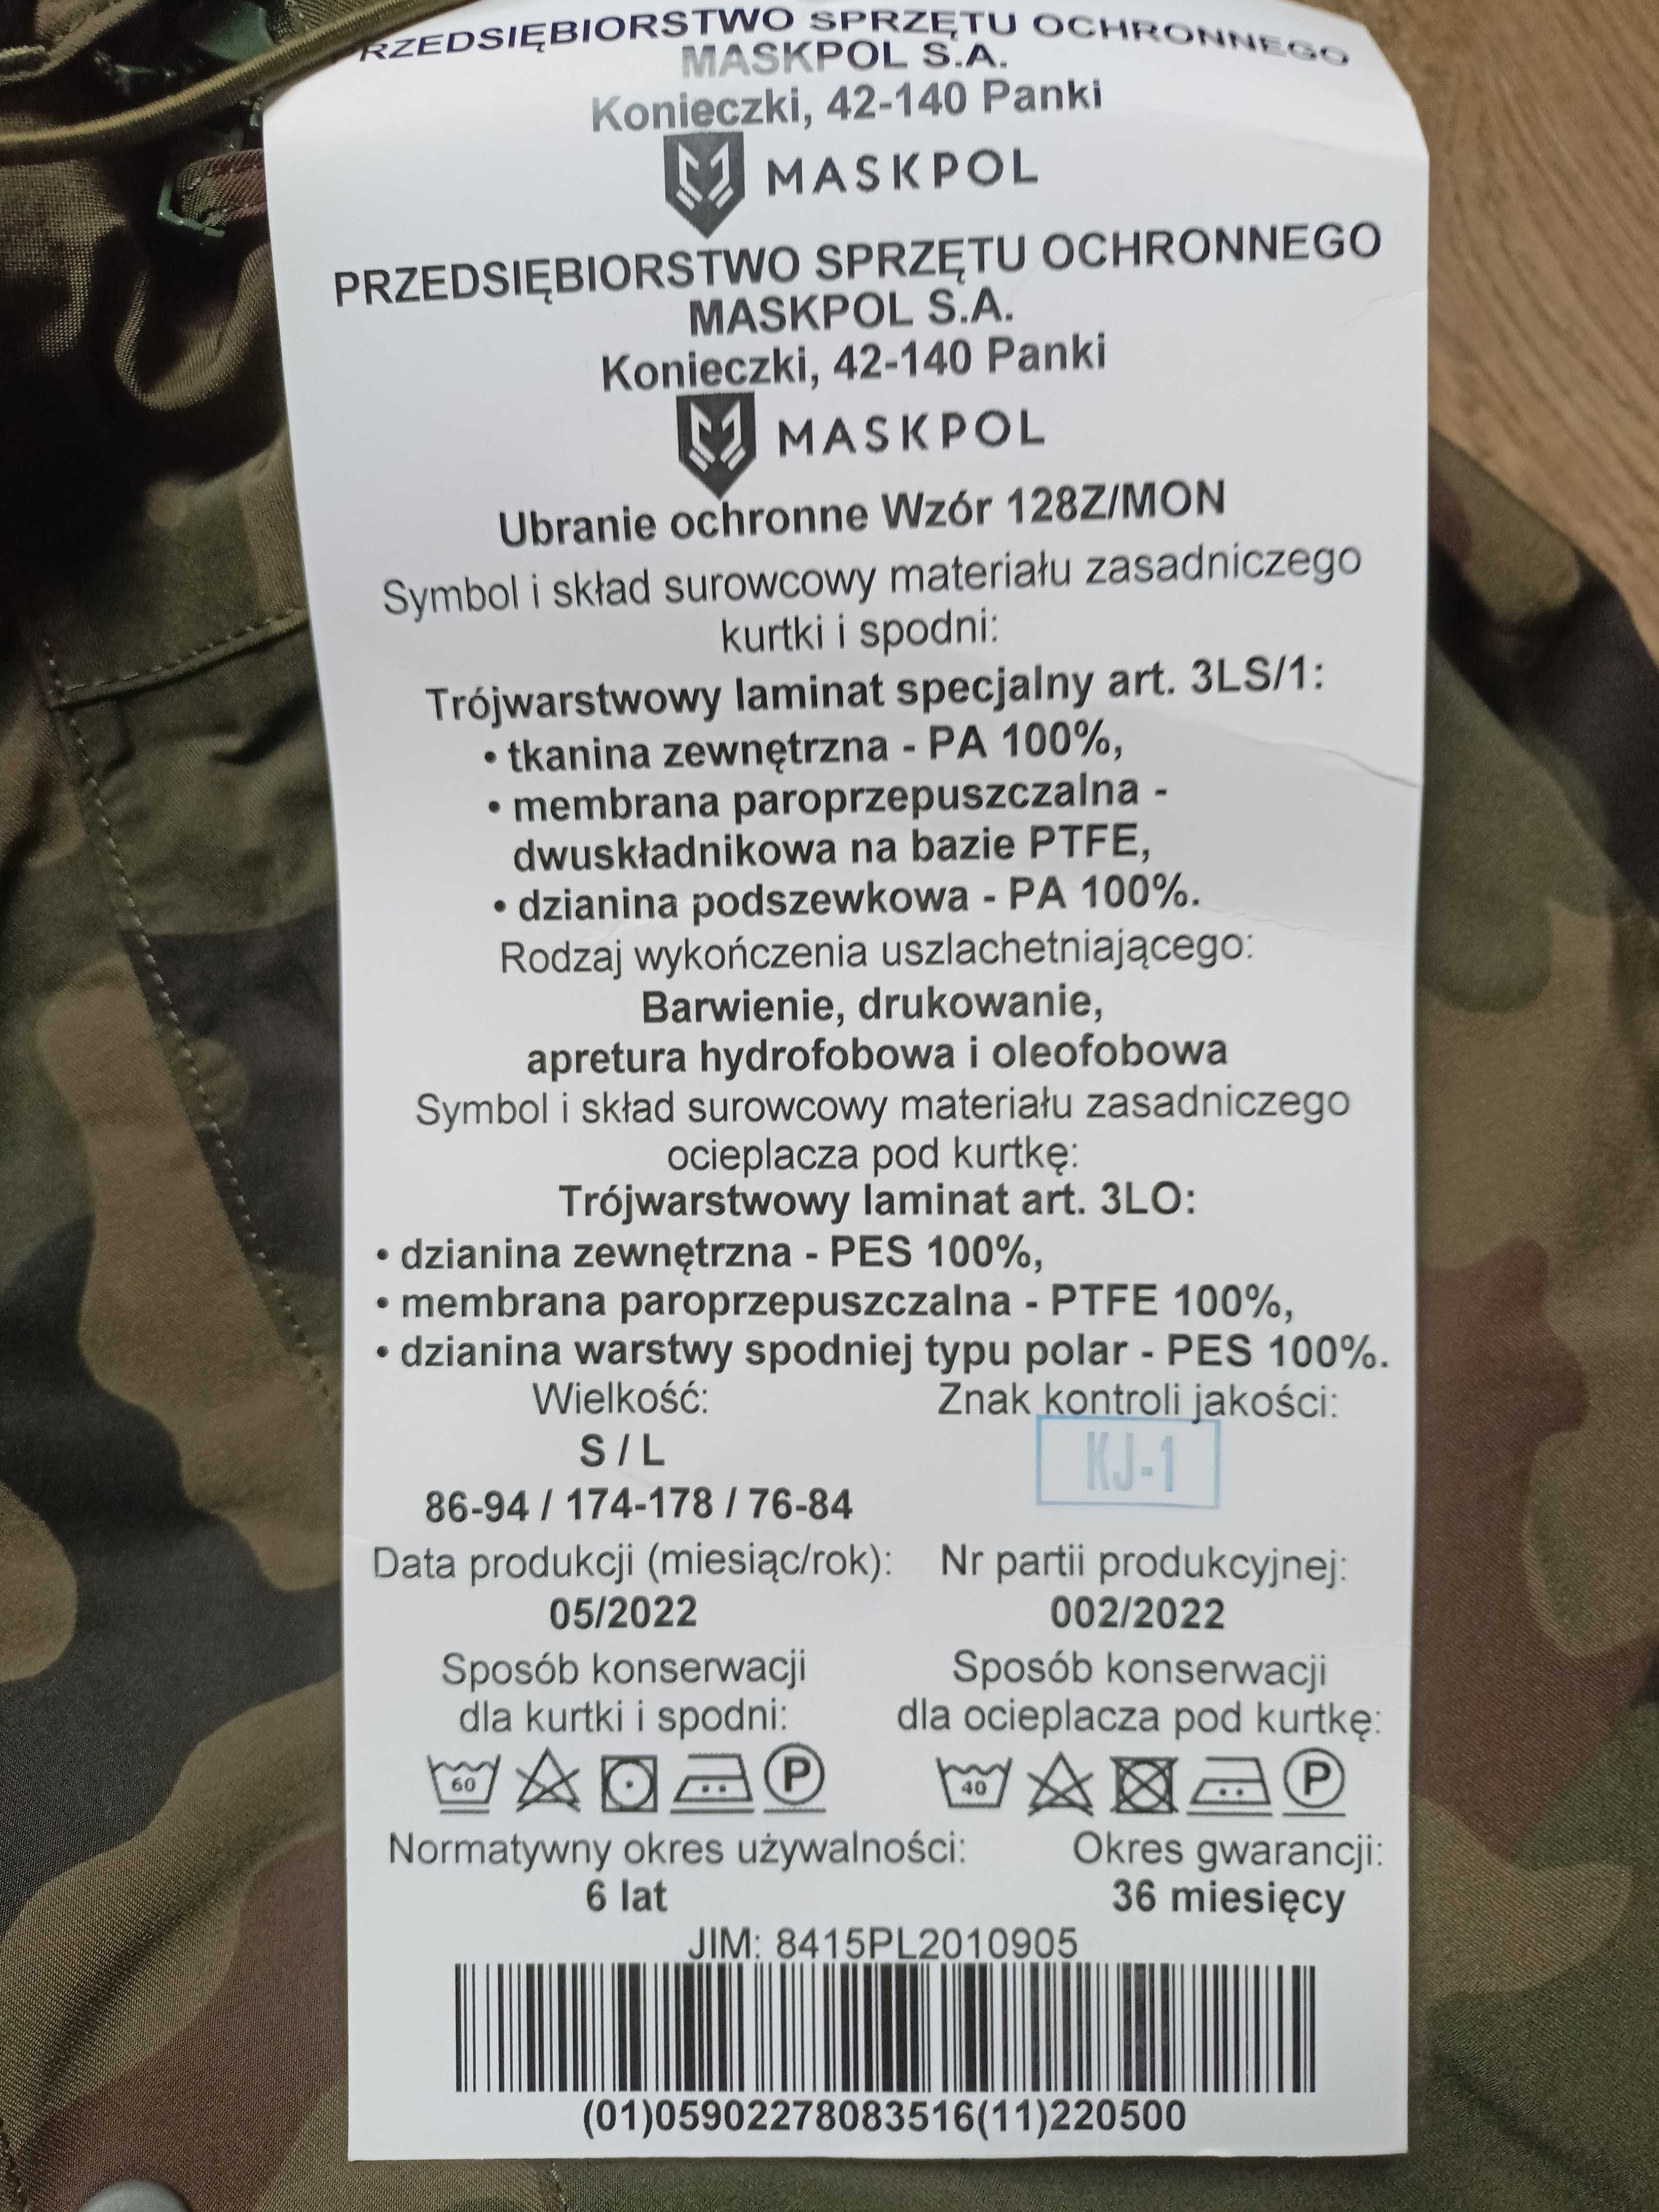 RZEDSIĘBIORSTWO SPRZĘTU OCHRONNEGO
MASKPOL S.A.
Konieczki, 42-140 Panki
MASKPOL
PRZEDSIĘBIORSTWO SPRZĘTU OCHRONNEGO
MASKPOL S.A.
Konieczki, 42-140 Panki
MASKPOL
Ubranie ochronne Wzór 128Z/MON
Symbol i skład surowcowy materiału zasadniczego
kurtki i spodni:
Trójwarstwowy laminat specjalny art. 3LS/1:
• tkanina zewnętrzna - PA 100%,
• membrana paroprzepuszczalna -
dwuskładnikowa na bazie PTFE,
• dzianina podszewkowa - PA 100%.
Rodzaj wykończenia uszlachetniającego:
Barwienie, drukowanie,
apretura hydrofobowa i oleofobowa
Symbol i skład surowcowy materiału zasadniczego
ocieplacza pod kurtkę:
Trójwarstwowy laminat art. 3LO:
• dzianina zewnętrzna - PES 100%,
• membrana paroprzepuszczalna - PTFE 100%,
• dzianina warstwy spodniej typu polar - PES 100%.
Wielkość: Znak kontroli jakości:
S / L KJ-1
86-94 / 174-178 / 76-84
Data produkcji (miesiąc/rok): Nr partii produkcyjnej:
05/2022 002/2022
Sposób konserwacji Sposób konserwacji
dla kurtki i spodni: dla ocieplacza pod kurtkę:
60 P 40 P
Normatywny okres używalności: Okres gwarancji:
6 lat 36 miesięcy
JIM: 8415PL2010905
(01)05902278083516(11)220500